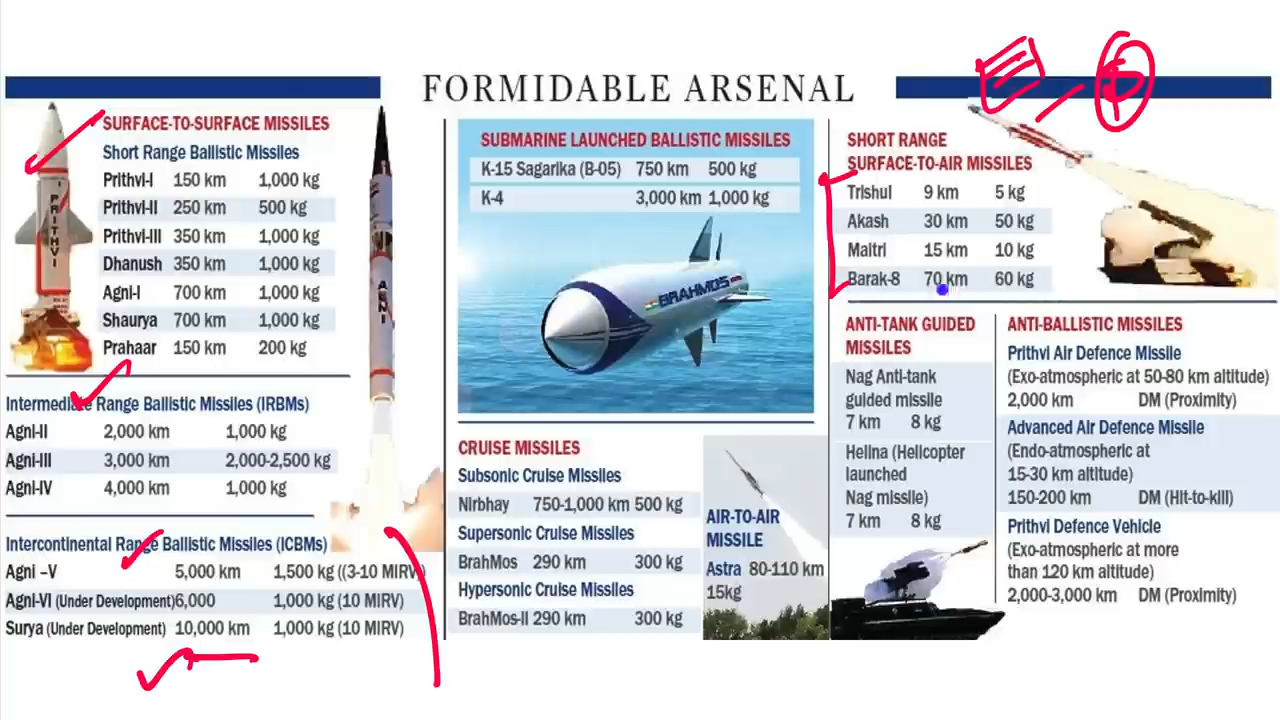 FORMIDABLE ARSENAL
SURFACE-TO-SURFACE MISSILES
Short Range Ballistic Missiles
Prithvi-I 150 km 1,000 kg
Prithvi-II 250 km 500 kg
Prithvi-III 350 km 1,000 kg
Dhanush 350 km 1,000 kg
Agni-I 700 km 1,000 kg
Shaurya 700 km 1,000 kg
Prahaar 150 km 200 kg
PRITHVI
AGNI
Intermediate Range Ballistic Missiles (IRBMs)
Agni-II 2,000 km 1,000 kg
Agni-III 3,000 km 2,000-2,500 kg
Agni-IV 4,000 km 1,000 kg
Intercontinental Range Ballistic Missiles (ICBMs)
Agni –V 5,000 km 1,500 kg ((3-10 MIRV)
Agni-VI (Under Development) 6,000 1,000 kg (10 MIRV)
Surya (Under Development) 10,000 km 1,000 kg (10 MIRV)
SUBMARINE LAUNCHED BALLISTIC MISSILES
K-15 Sagarika (B-05) 750 km 500 kg
K-4 3,000 km 1,000 kg
BRAHMOS
CRUISE MISSILES
Subsonic Cruise Missiles
Nirbhay 750-1,000 km 500 kg
Supersonic Cruise Missiles
BrahMos 290 km 300 kg
Hypersonic Cruise Missiles
BrahMos-II 290 km 300 kg
AIR-TO-AIR
MISSILE
Astra 80-110 km
15kg
SHORT RANGE
SURFACE-TO-AIR MISSILES
Trishul 9 km 5 kg
Akash 30 km 50 kg
Maitri 15 km 10 kg
Barak-8 70 km 60 kg
ANTI-TANK GUIDED
MISSILES
Nag Anti-tank
guided missile
7 km 8 kg
Helina (Helicopter
launched
Nag missile)
7 km 8 kg
ANTI-BALLISTIC MISSILES
Prithvi Air Defence Missile
(Exo-atmospheric at 50-80 km altitude)
2,000 km DM (Proximity)
Advanced Air Defence Missile
(Endo-atmospheric at
15-30 km altitude)
150-200 km DM (Hit-to-kill)
Prithvi Defence Vehicle
(Exo-atmospheric at more
than 120 km altitude)
2,000-3,000 km DM (Proximity)